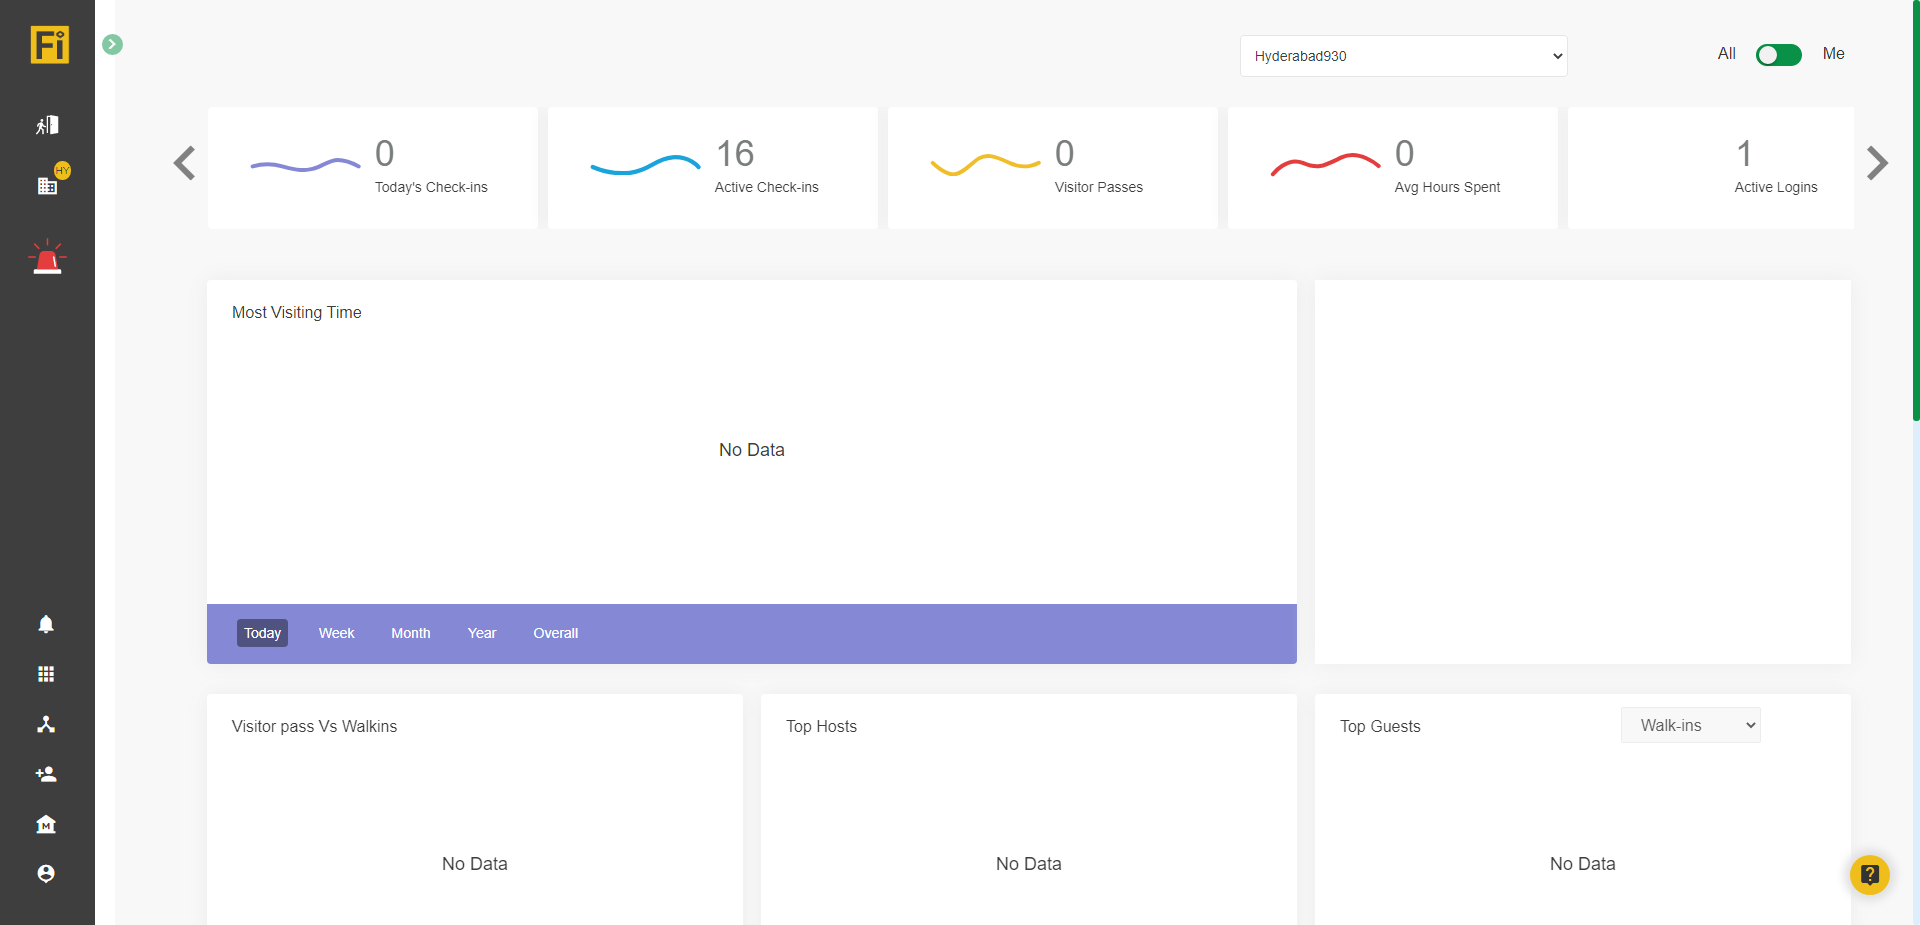 Fi
HY
Hyderabad930
All
Me
0
Today's Check-ins
16
Active Check-ins
0
Visitor Passes
0
Avg Hours Spent
1
Active Logins
Most Visiting Time
No Data
Today Week Month Year Overall
Visitor pass Vs Walkins
No Data
Top Hosts
No Data
Top Guests
Walk-ins
No Data
M
?